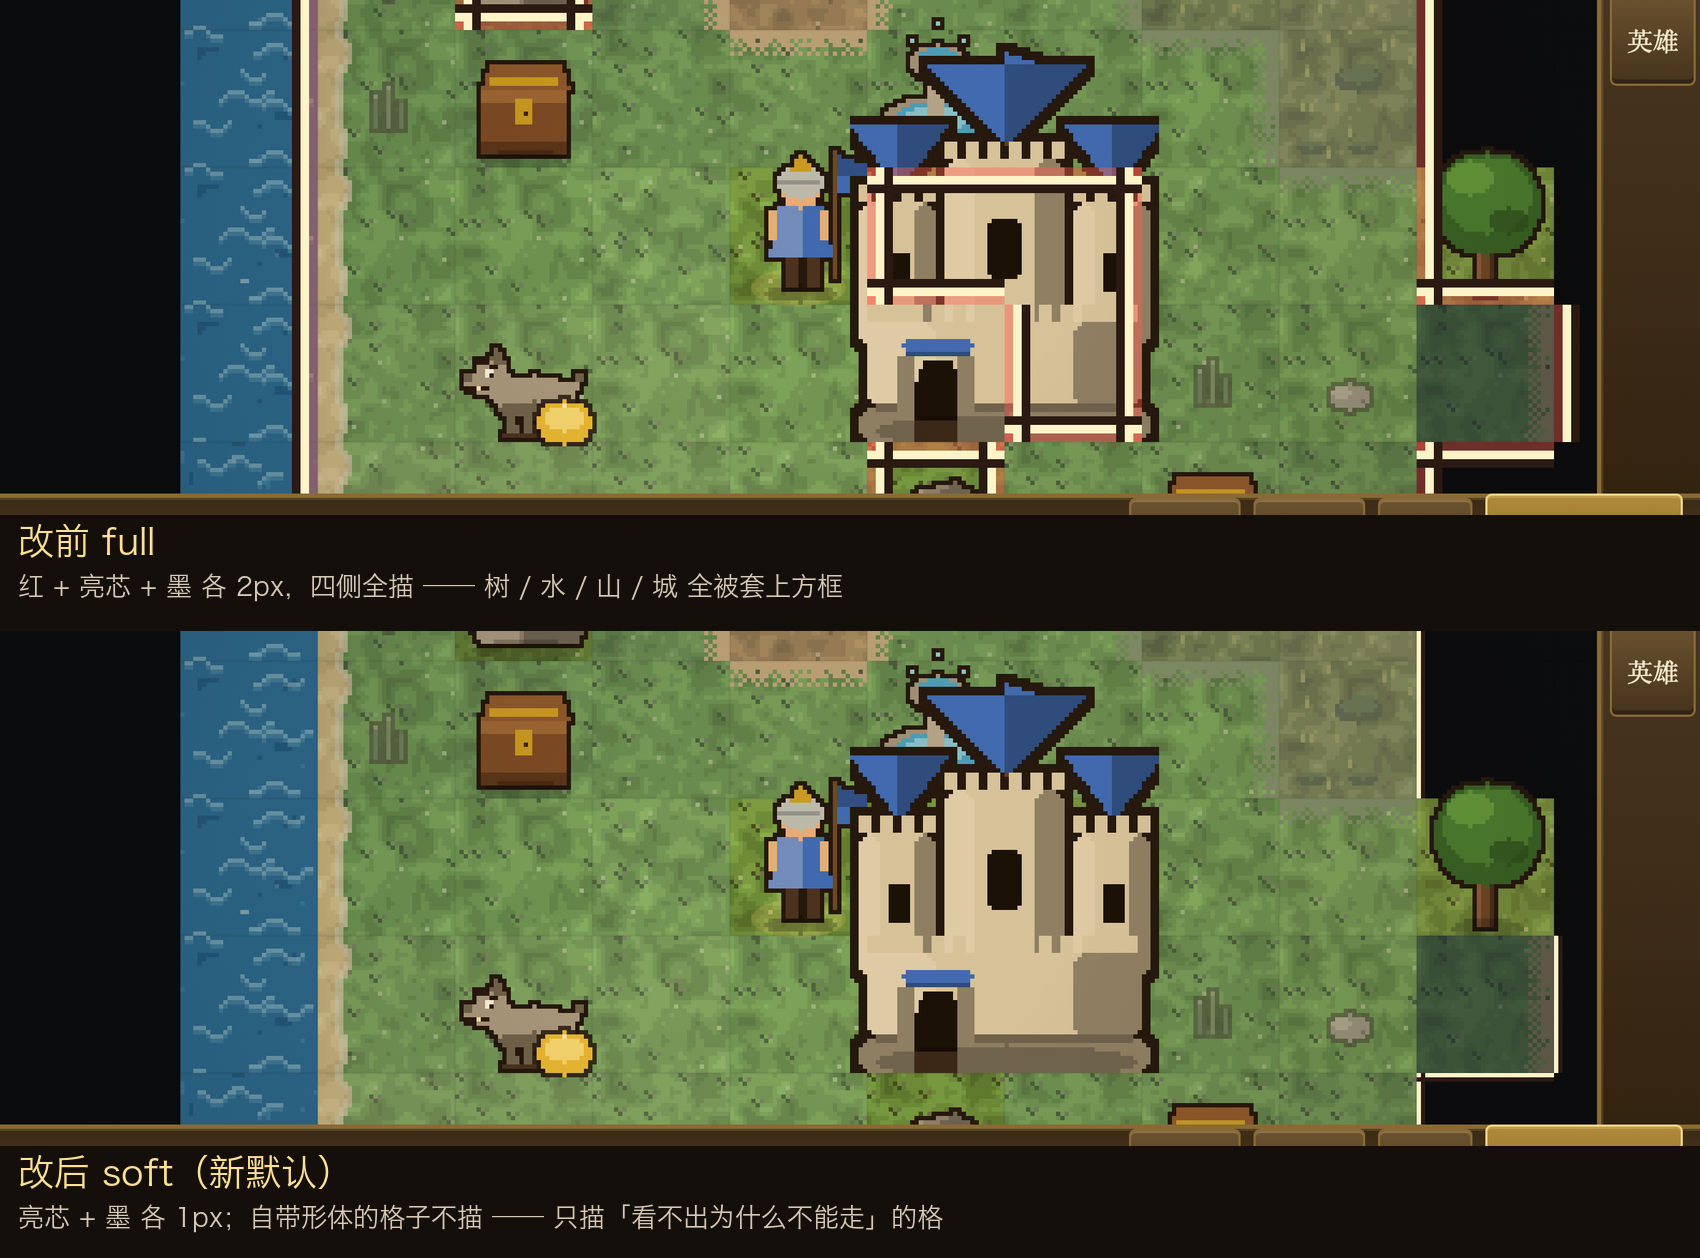 英雄
改前 full
红 + 亮芯 + 墨 各 2px，四侧全描 —— 树 / 水 / 山 / 城 全被套上方框
英雄
改后 soft（新默认）
亮芯 + 墨 各 1px；自带形体的格子不描 —— 只描「看不出为什么不能走」的格